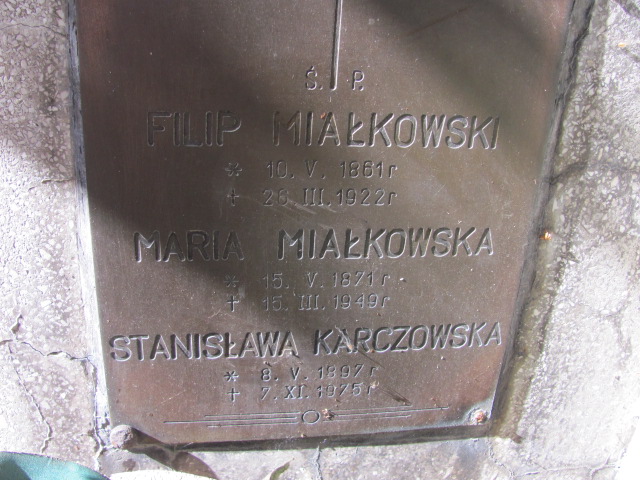 Ś. P.
FILIP MIAŁKOWSKI
* 10. V. 1861r
† 26. III. 1922r
MARIA MIAŁKOWSKA
* 15. V. 1871r
† 15. III. 1949r
STANISŁAWA KARCZOWSKA
* 8. V. 1897r
† 7. XI. 1975r